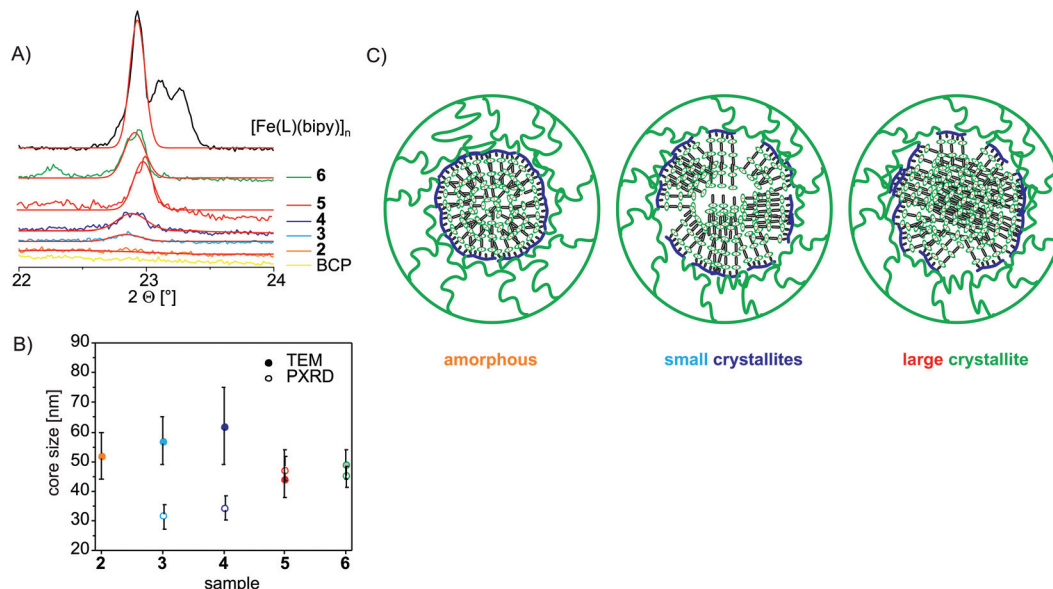 A)
[Fe(L)(bipy)]n
6
5
4
3
2
BCP
22 23 24
2 Θ [°]
B)
90
80
70
60
50
40
30
20
core size [nm]
TEM
PXRD
2 3 4 5 6
sample
C)
amorphous
small crystallites
large crystallite